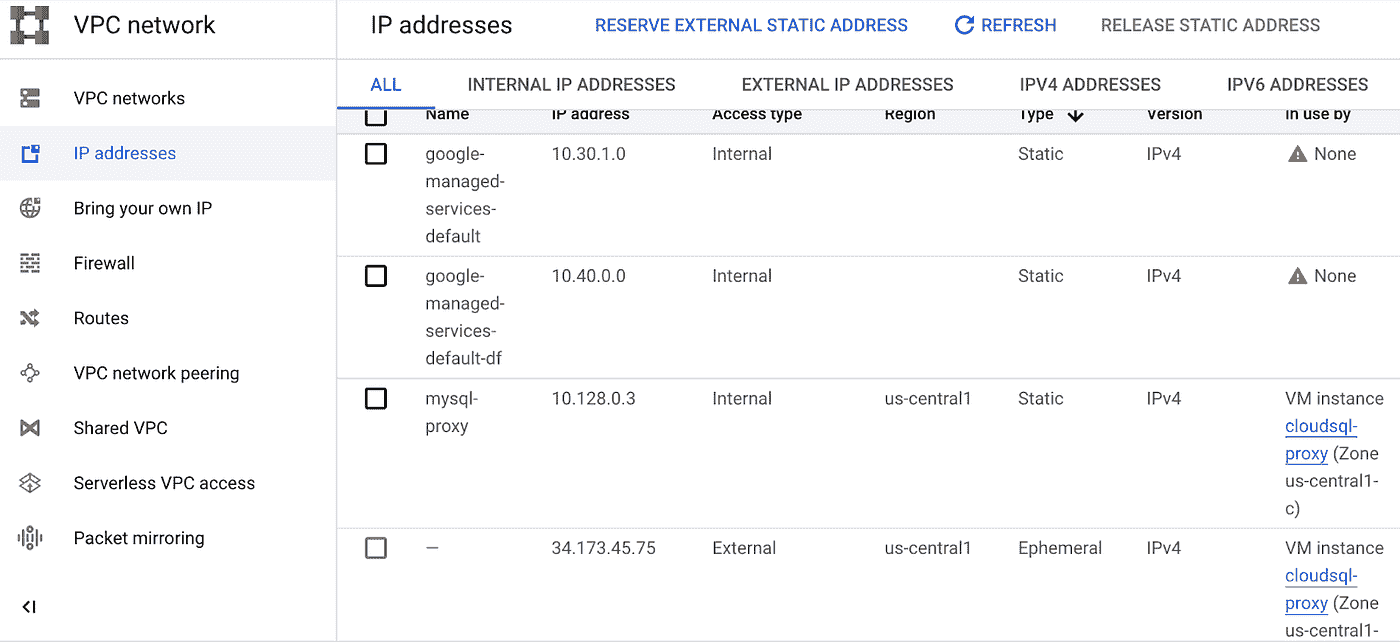 VPC network
IP addresses
RESERVE EXTERNAL STATIC ADDRESS
REFRESH
RELEASE STATIC ADDRESS
VPC networks
IP addresses
Bring your own IP
Firewall
Routes
VPC network peering
Shared VPC
Serverless VPC access
Packet mirroring
ALL INTERNAL IP ADDRESSES EXTERNAL IP ADDRESSES IPV4 ADDRESSES IPV6 ADDRESSES
Name IP address Access type Region Type Version In use by
google- 10.30.1.0 Internal Static IPv4 None
managed-
services-
default
google- 10.40.0.0 Internal Static IPv4 None
managed-
services-
default-df
mysql- 10.128.0.3 Internal us-central1 Static IPv4 VM instance
proxy cloudsql-
proxy (Zone
us-central1-
c)
— 34.173.45.75 External us-central1 Ephemeral IPv4 VM instance
cloudsql-
proxy (Zone
us-central1-